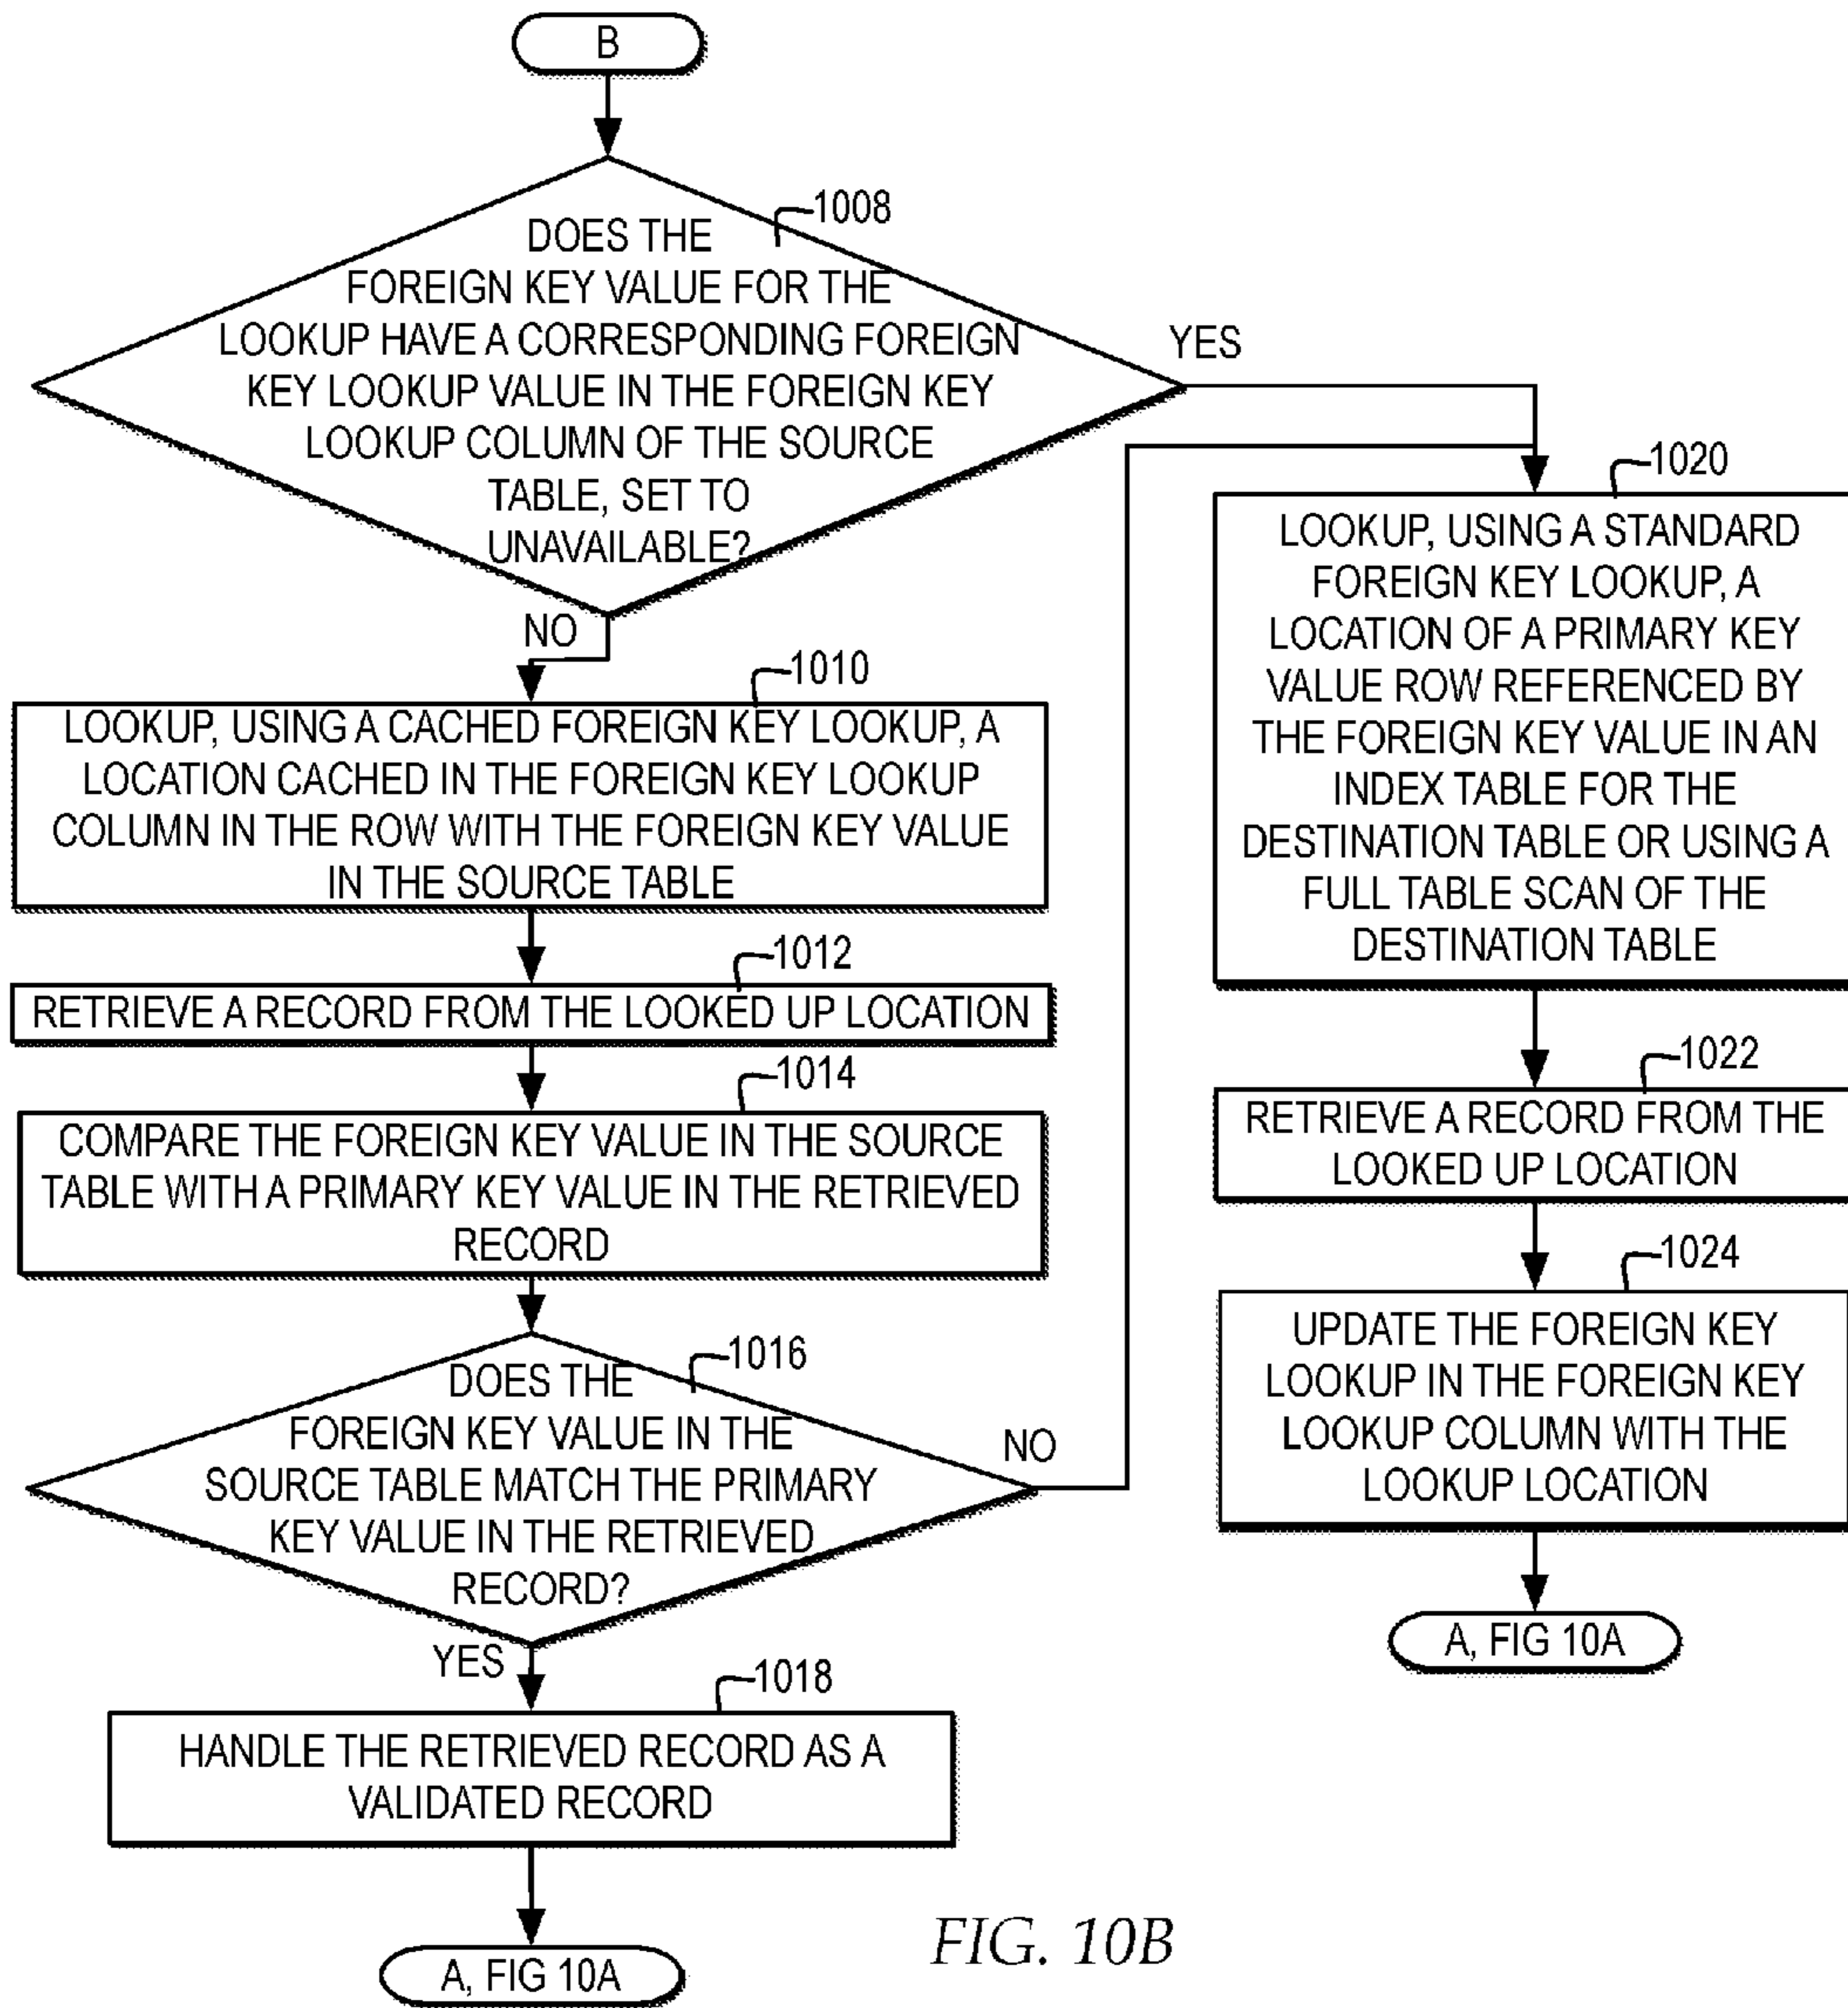 B
1008
DOES THE
FOREIGN KEY VALUE FOR THE
LOOKUP HAVE A CORRESPONDING FOREIGN
KEY LOOKUP VALUE IN THE FOREIGN KEY
LOOKUP COLUMN OF THE SOURCE
TABLE, SET TO
UNAVAILABLE?
YES
NO
1010
LOOKUP, USING A CACHED FOREIGN KEY LOOKUP, A
LOCATION CACHED IN THE FOREIGN KEY LOOKUP
COLUMN IN THE ROW WITH THE FOREIGN KEY VALUE
IN THE SOURCE TABLE
1012
RETRIEVE A RECORD FROM THE LOOKED UP LOCATION
1014
COMPARE THE FOREIGN KEY VALUE IN THE SOURCE
TABLE WITH A PRIMARY KEY VALUE IN THE RETRIEVED
RECORD
1016
DOES THE
FOREIGN KEY VALUE IN THE
SOURCE TABLE MATCH THE PRIMARY
KEY VALUE IN THE RETRIEVED
RECORD?
NO
YES
1018
HANDLE THE RETRIEVED RECORD AS A
VALIDATED RECORD
A, FIG 10A
1020
LOOKUP, USING A STANDARD
FOREIGN KEY LOOKUP, A
LOCATION OF A PRIMARY KEY
VALUE ROW REFERENCED BY
THE FOREIGN KEY VALUE IN AN
INDEX TABLE FOR THE
DESTINATION TABLE OR USING A
FULL TABLE SCAN OF THE
DESTINATION TABLE
1022
RETRIEVE A RECORD FROM THE
LOOKED UP LOCATION
1024
UPDATE THE FOREIGN KEY
LOOKUP IN THE FOREIGN KEY
LOOKUP COLUMN WITH THE
LOOKUP LOCATION
A, FIG 10A
FIG. 10B